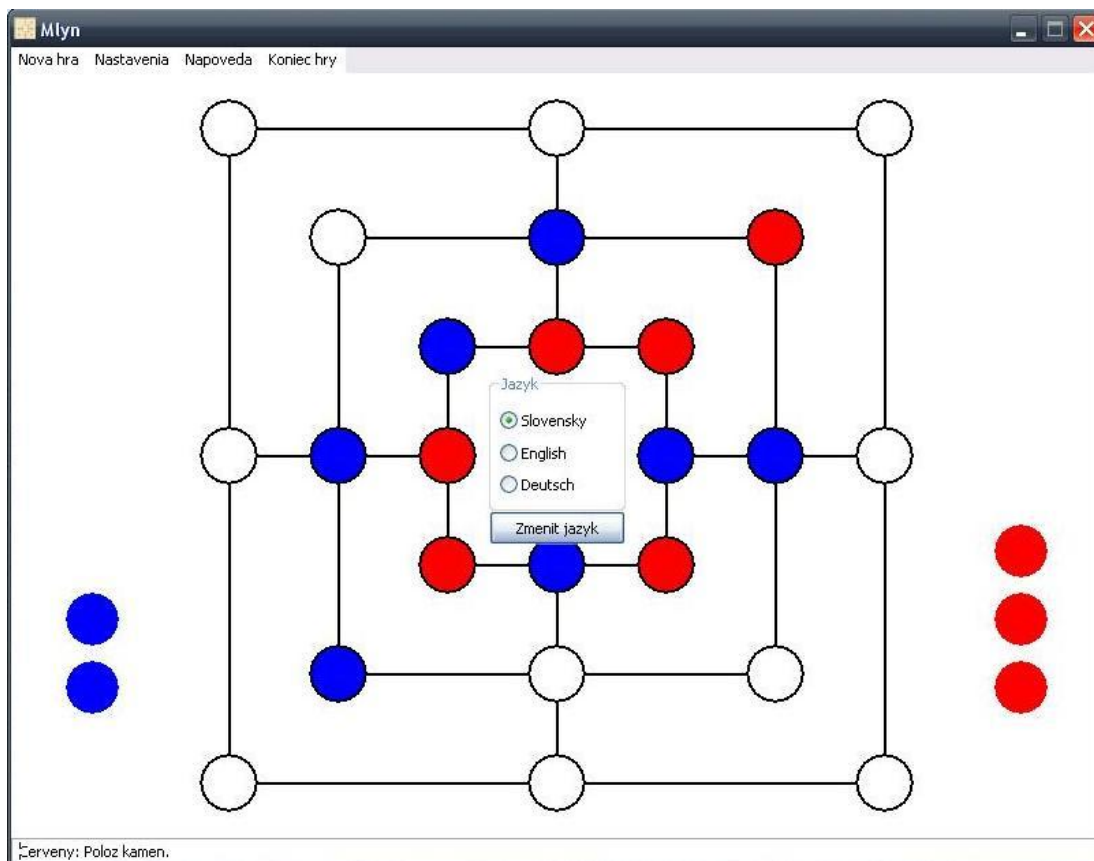 Mlyn
Nova hra Nastavenia Napoveda Koniec hry
Jazyk
Slovensky
English
Deutsch
Zmenit jazyk
Cerveny: Poloz kamen.